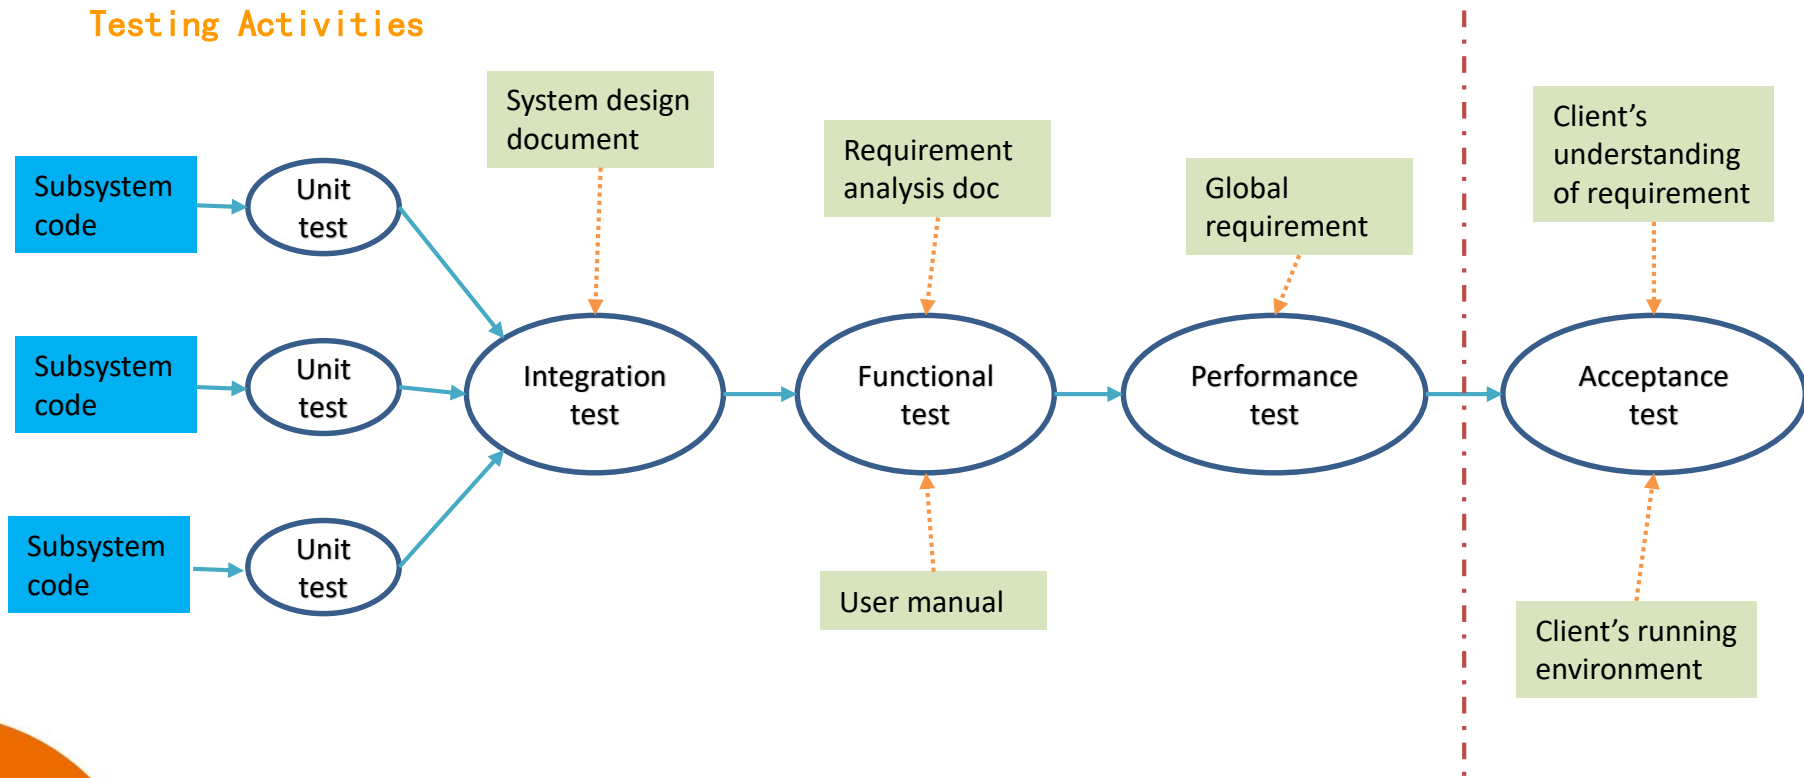 Testing Activities
System design
document
Requirement
analysis doc
Global
requirement
Client’s
understanding
of requirement
Subsystem
code
Unit
test
Subsystem
code
Unit
test
Integration
test
Functional
test
Performance
test
Acceptance
test
Subsystem
code
Unit
test
User manual
Client’s running
environment